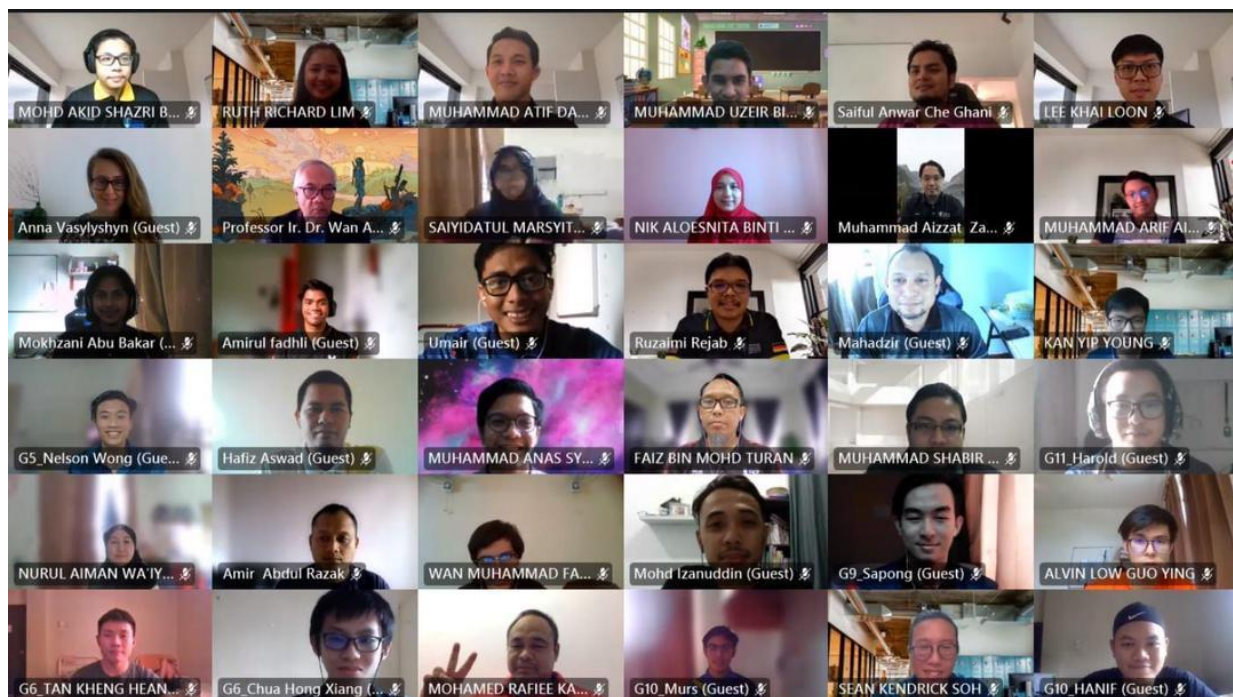 MOHD AKID SHAZRI B...
RUTH RICHARD LIM
MUHAMMAD ATIF DA...
MUHAMMAD UZEIR BI...
Saiful Anwar Che Ghani
LEE KHAI LOON
Anna Vasylyshyn (Guest)
Professor Ir. Dr. Wan A...
SAIYIDATUL MARSYIT...
NIK ALOESNITA BINTI ...
Muhammad Aizzat Za...
MUHAMMAD ARIF AI...
Mokhzani Abu Bakar (...
Amirul fadhli (Guest)
Umair (Guest)
Ruzaimi Rejab
Mahadzir (Guest)
KAN YIP YOUNG
G5_Nelson Wong (Gue...
Hafiz Aswad (Guest)
MUHAMMAD ANAS SY...
FAIZ BIN MOHD TURAN
MUHAMMAD SHABIR ...
G11_Harold (Guest)
NURUL AIMAN WA'IY...
Amir Abdul Razak
WAN MUHAMMAD FA...
Mohd Izanuddin (Guest)
G9_Sapong (Guest)
ALVIN LOW GUO YING
G6_TAN KHENG HEAN...
G6_Chua Hong Xiang (...
MOHAMED RAFIEE KA...
G10_Murs (Guest)
SEAN KENDRICK SOH
G10_HANIF (Guest)